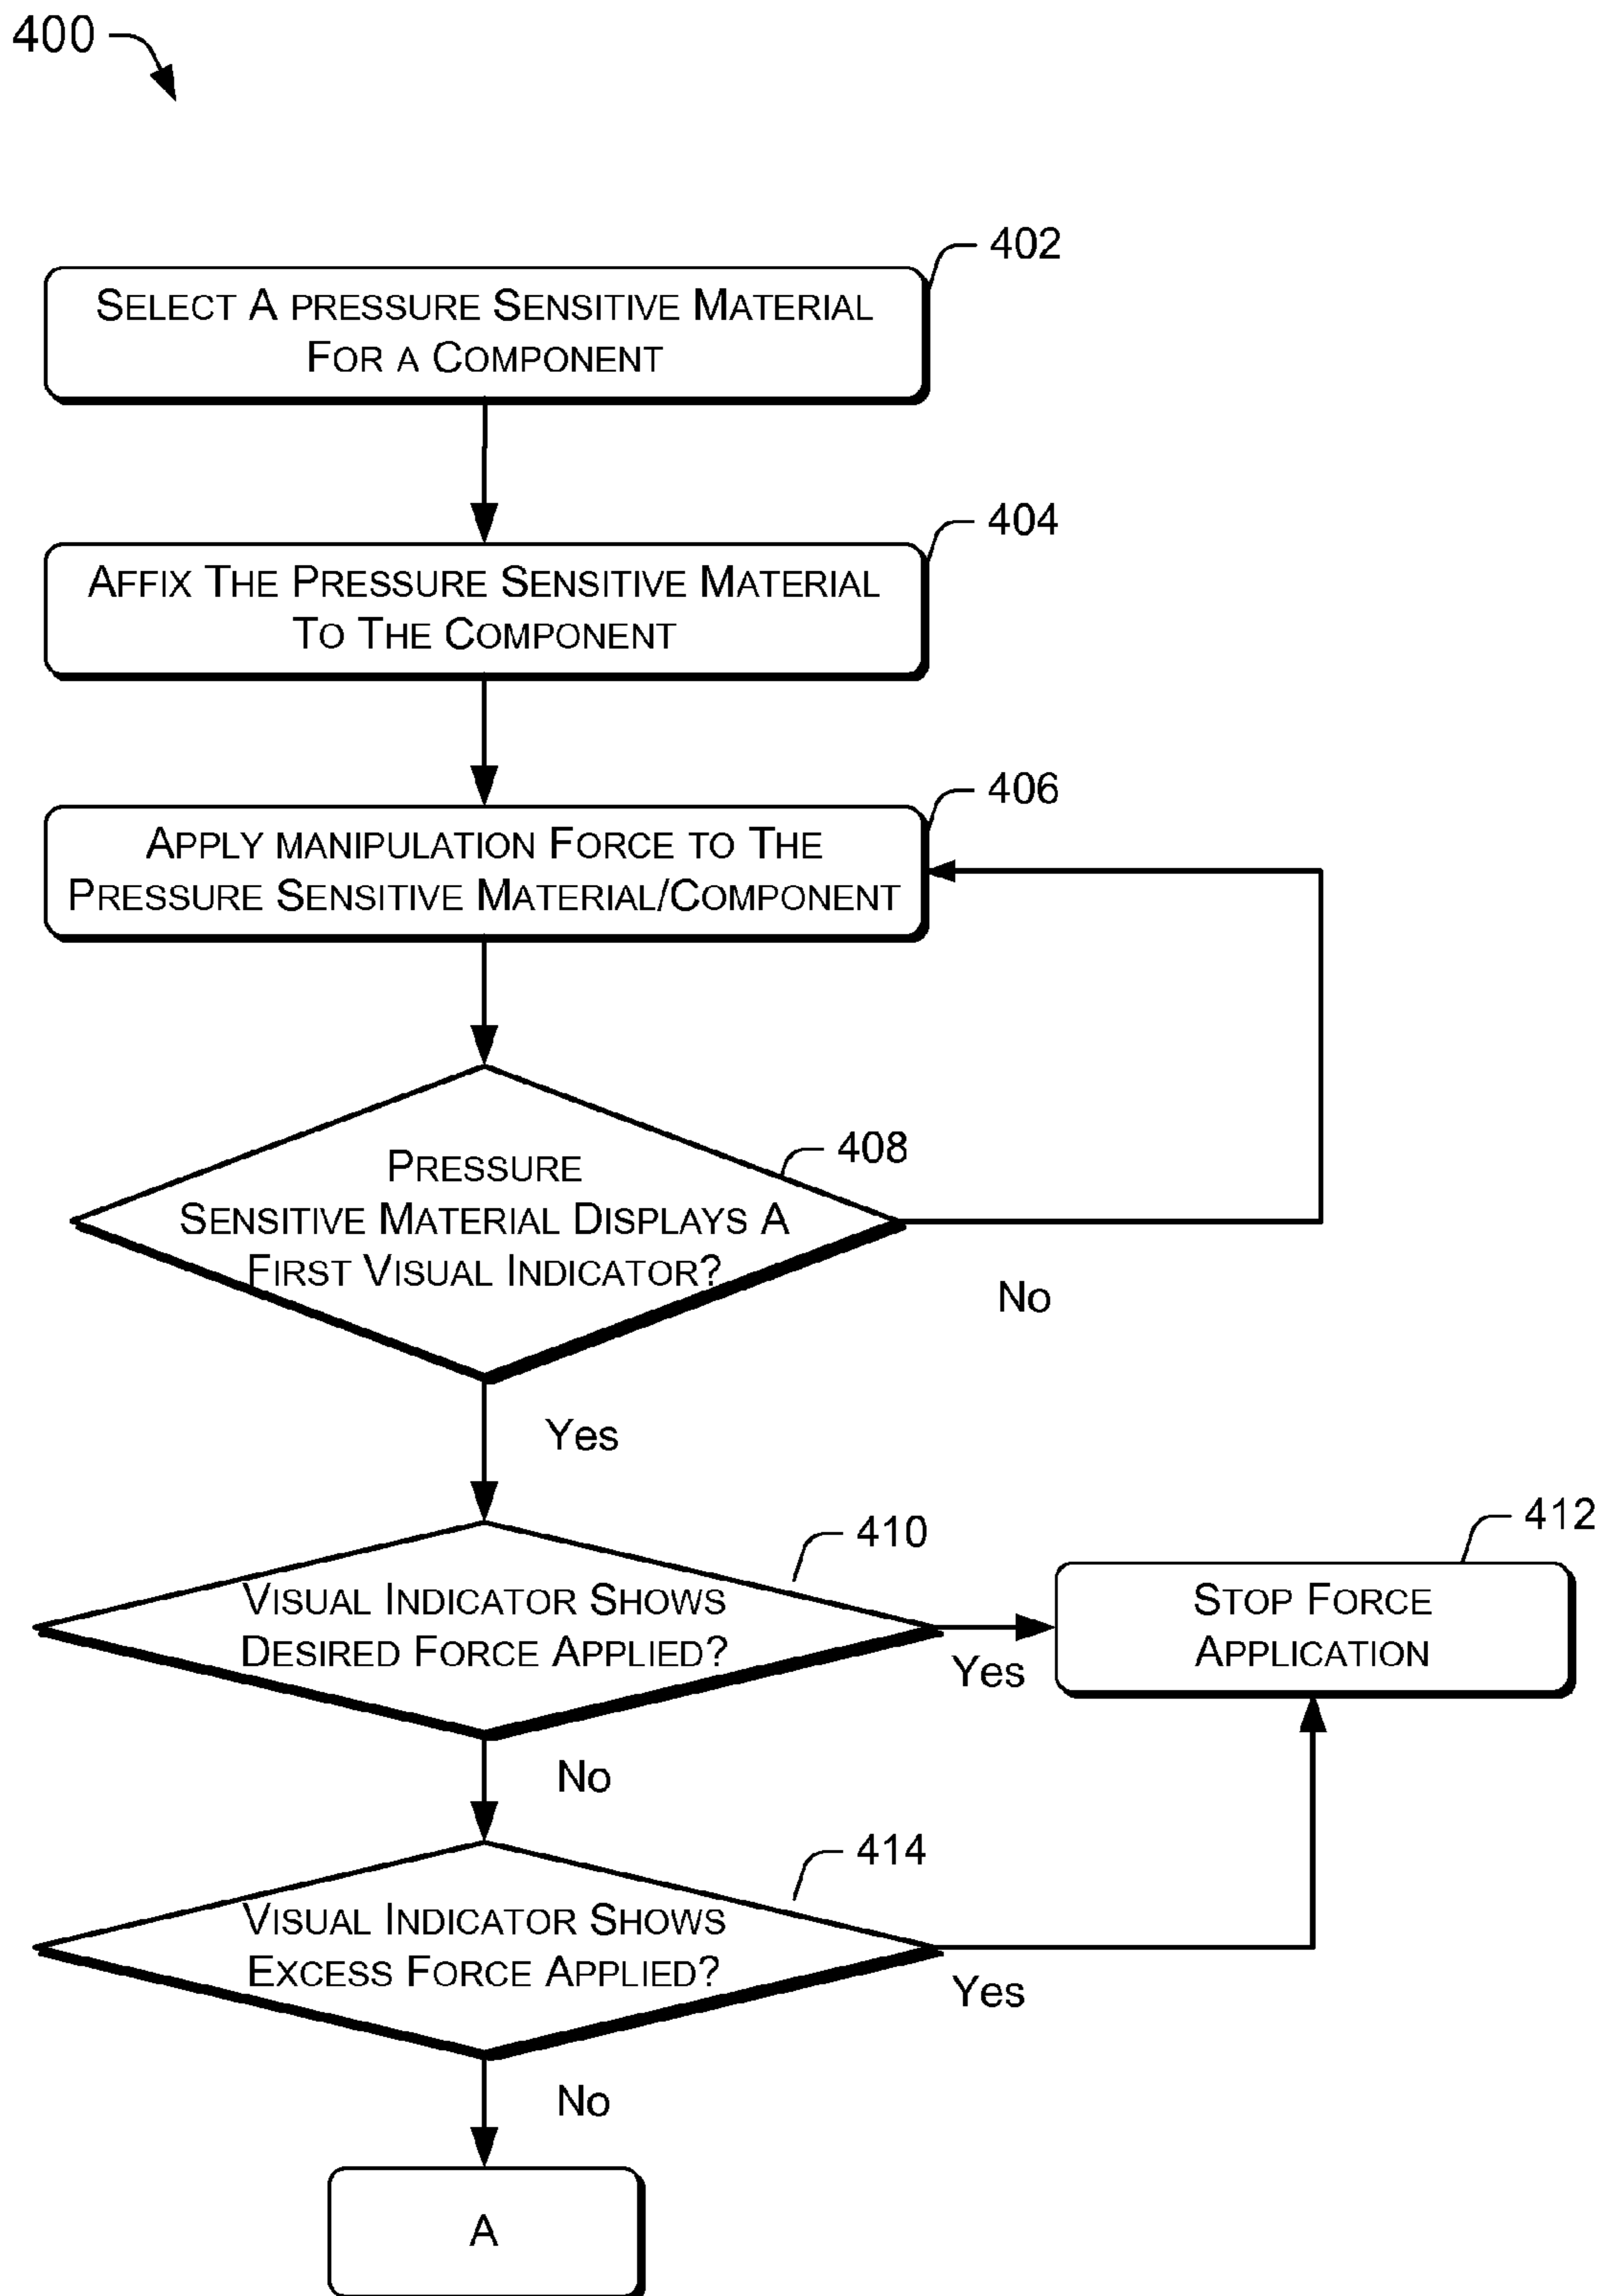 400
402
SELECT A PRESSURE SENSITIVE MATERIAL
FOR A COMPONENT
404
AFFIX THE PRESSURE SENSITIVE MATERIAL
TO THE COMPONENT
406
APPLY MANIPULATION FORCE TO THE
PRESSURE SENSITIVE MATERIAL/COMPONENT
408
PRESSURE
SENSITIVE MATERIAL DISPLAYS A
FIRST VISUAL INDICATOR?
No
Yes
410
VISUAL INDICATOR SHOWS
DESIRED FORCE APPLIED?
Yes
412
STOP FORCE
APPLICATION
No
414
VISUAL INDICATOR SHOWS
EXCESS FORCE APPLIED?
Yes
No
A